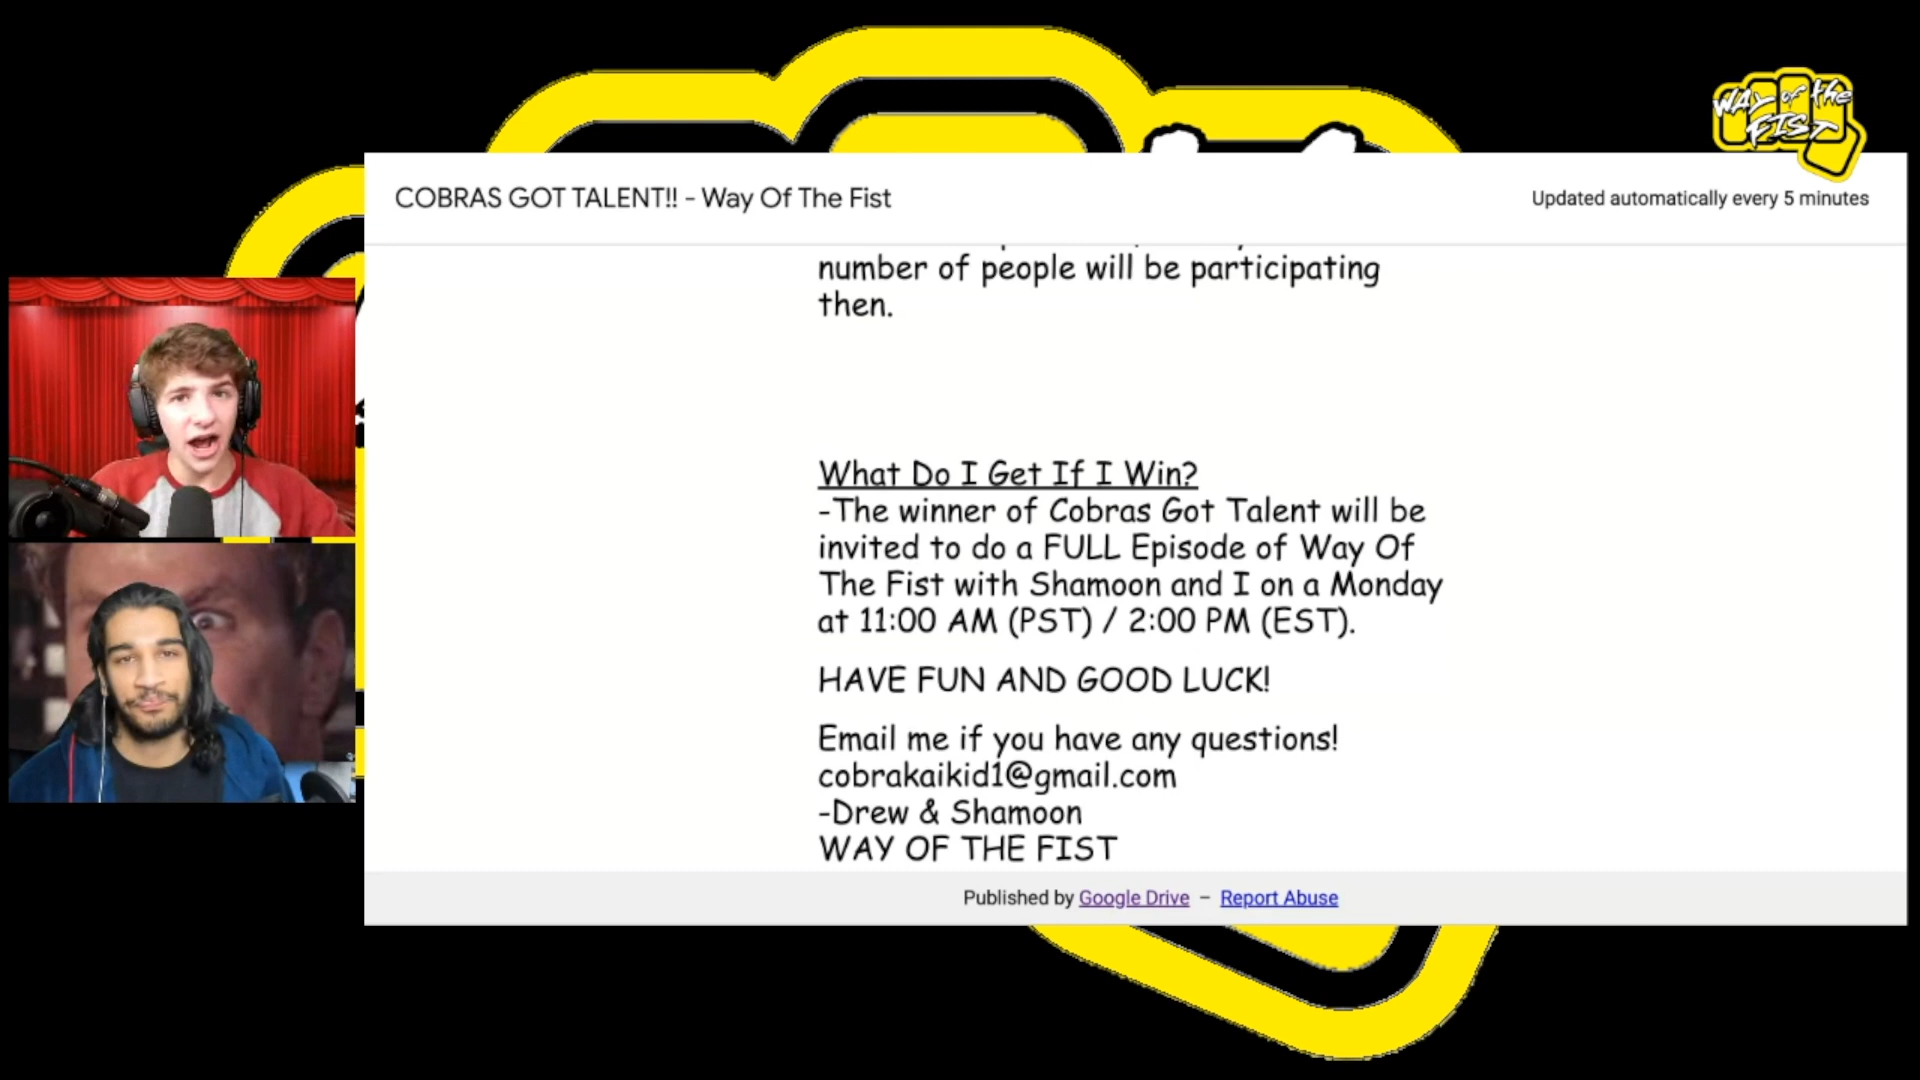 WAY of the
FIST
COBRAS GOT TALENT!! - Way Of The Fist
Updated automatically every 5 minutes
number of people will be participating
then.
What Do I Get If I Win?
-The winner of Cobras Got Talent will be
invited to do a FULL Episode of Way Of
The Fist with Shamoon and I on a Monday
at 11:00 AM (PST) / 2:00 PM (EST).
HAVE FUN AND GOOD LUCK!
Email me if you have any questions!
cobrakaikid1@gmail.com
-Drew & Shamoon
WAY OF THE FIST
Published by Google Drive – Report Abuse